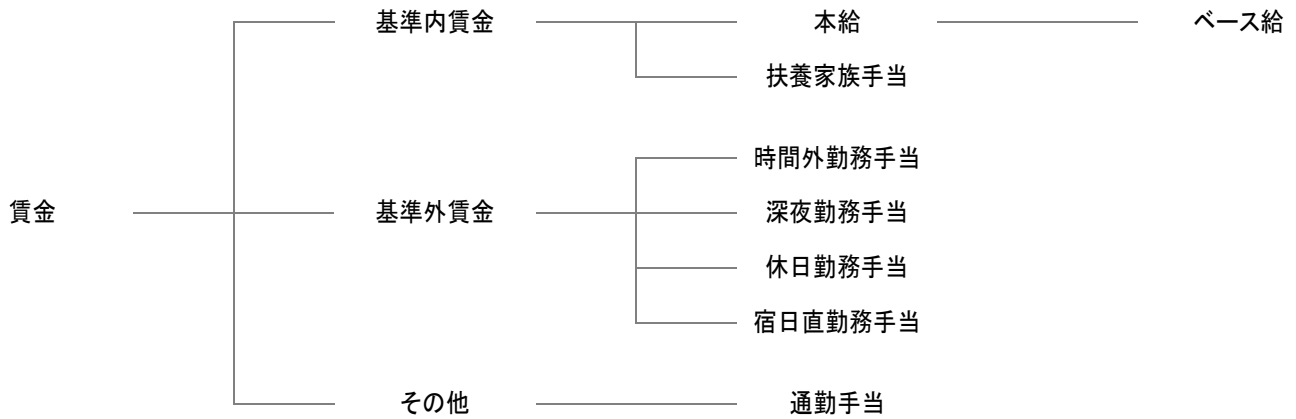 基準内賃金 本給 ベース給
扶養家族手当
時間外勤務手当
賃金 基準外賃金 深夜勤務手当
休日勤務手当
宿日直勤務手当
その他 通勤手当